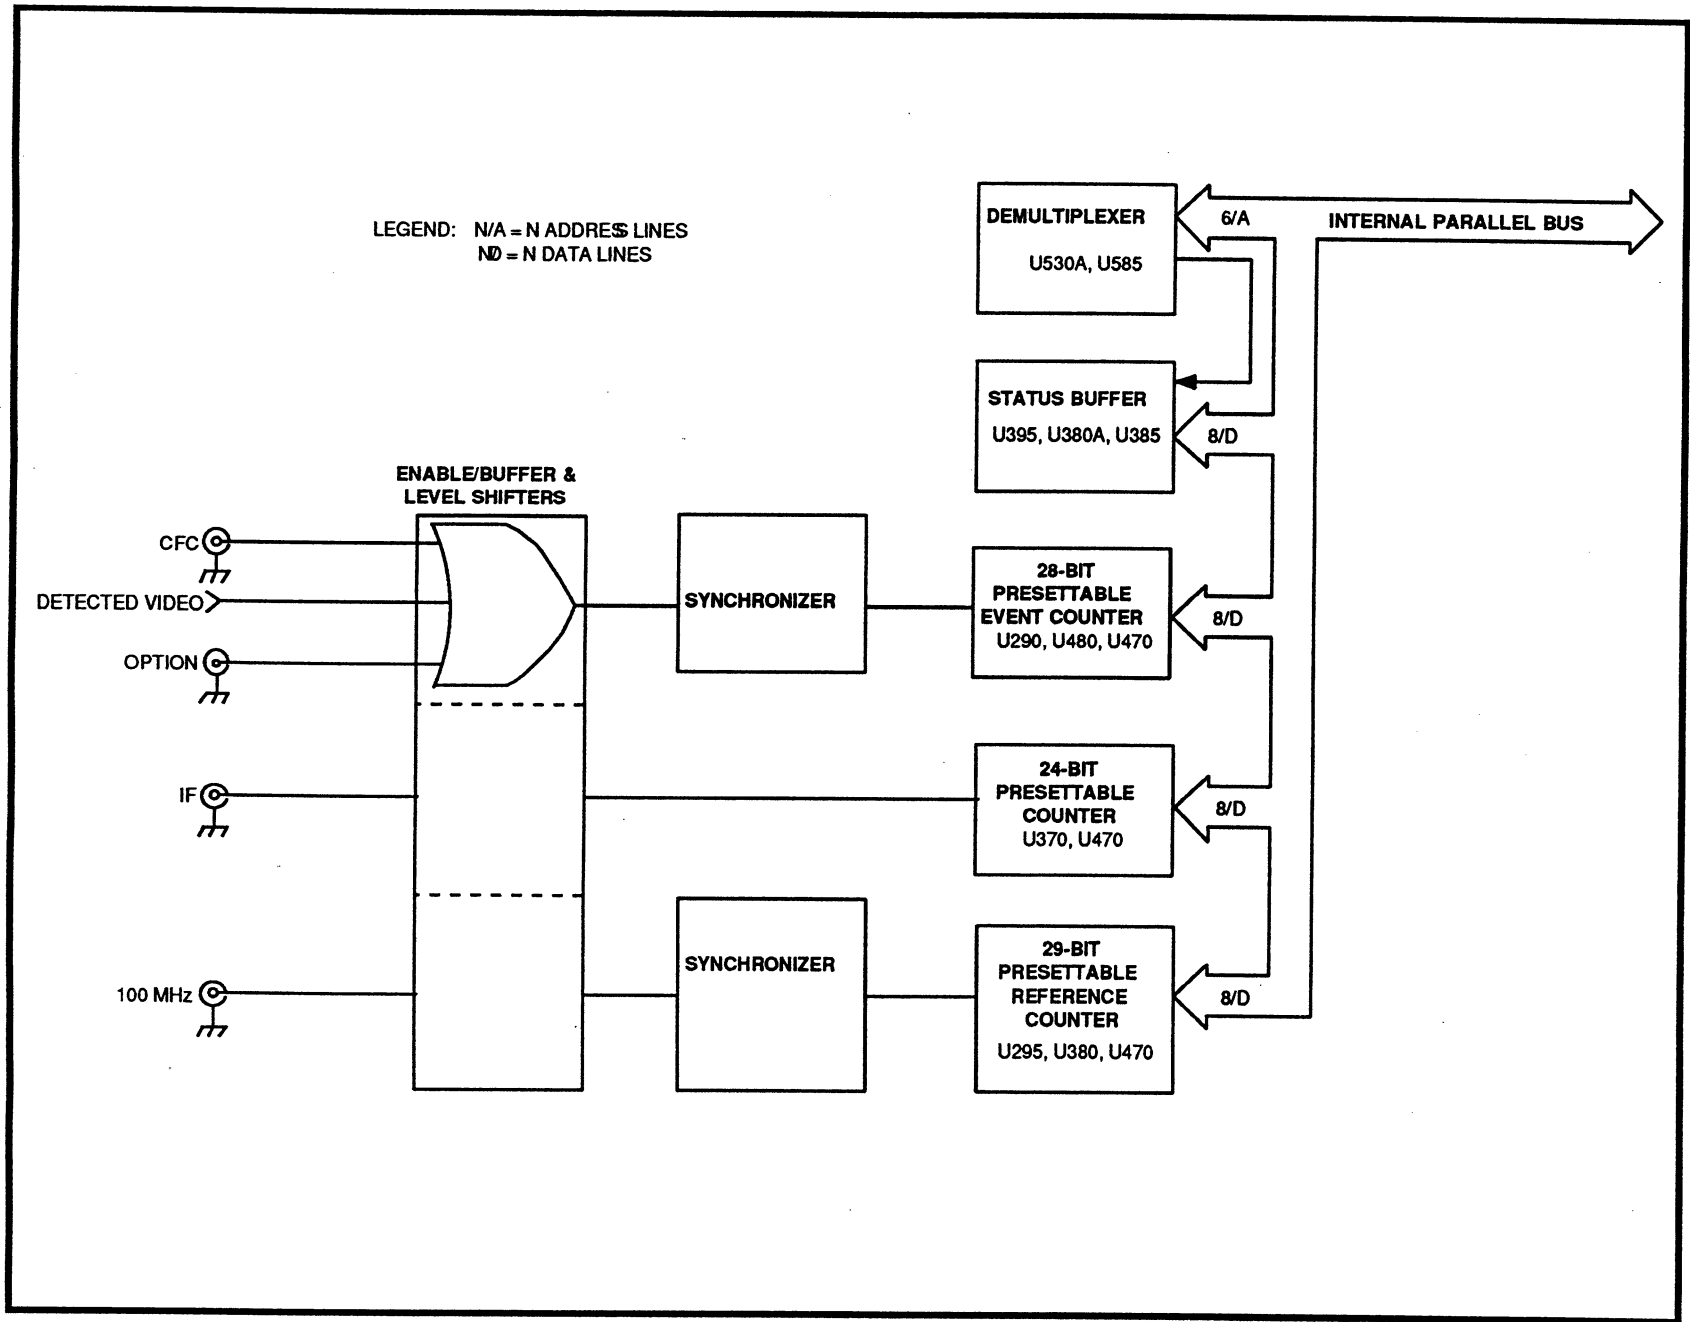 LEGEND: N/A = N ADDRESS LINES
N/D = N DATA LINES
DEMULTIPLEXER
U530A, U585
6/A
INTERNAL PARALLEL BUS
STATUS BUFFER
U395, U380A, U385
8/D
ENABLE/BUFFER &
LEVEL SHIFTERS
CFC
DETECTED VIDEO
OPTION
SYNCHRONIZER
28-BIT
PRESETTABLE
EVENT COUNTER
U290, U480, U470
8/D
IF
24-BIT
PRESETTABLE
COUNTER
U370, U470
8/D
100 MHz
SYNCHRONIZER
29-BIT
PRESETTABLE
REFERENCE
COUNTER
U295, U380, U470
8/D